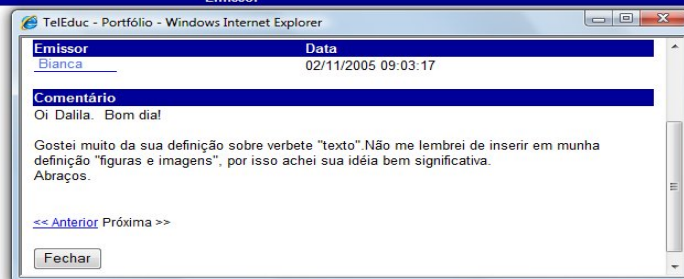 TelEduc - Portfólio - Windows Internet Explorer
Emissor Data
Bianca 02/11/2005 09:03:17
Comentário
Oi Dalila. Bom dia!
Gostei muito da sua definição sobre verbete "texto".Não me lembrei de inserir em munha
definição "figuras e imagens", por isso achei sua idéia bem significativa.
Abraços.
<< Anterior Próxima >>
Fechar